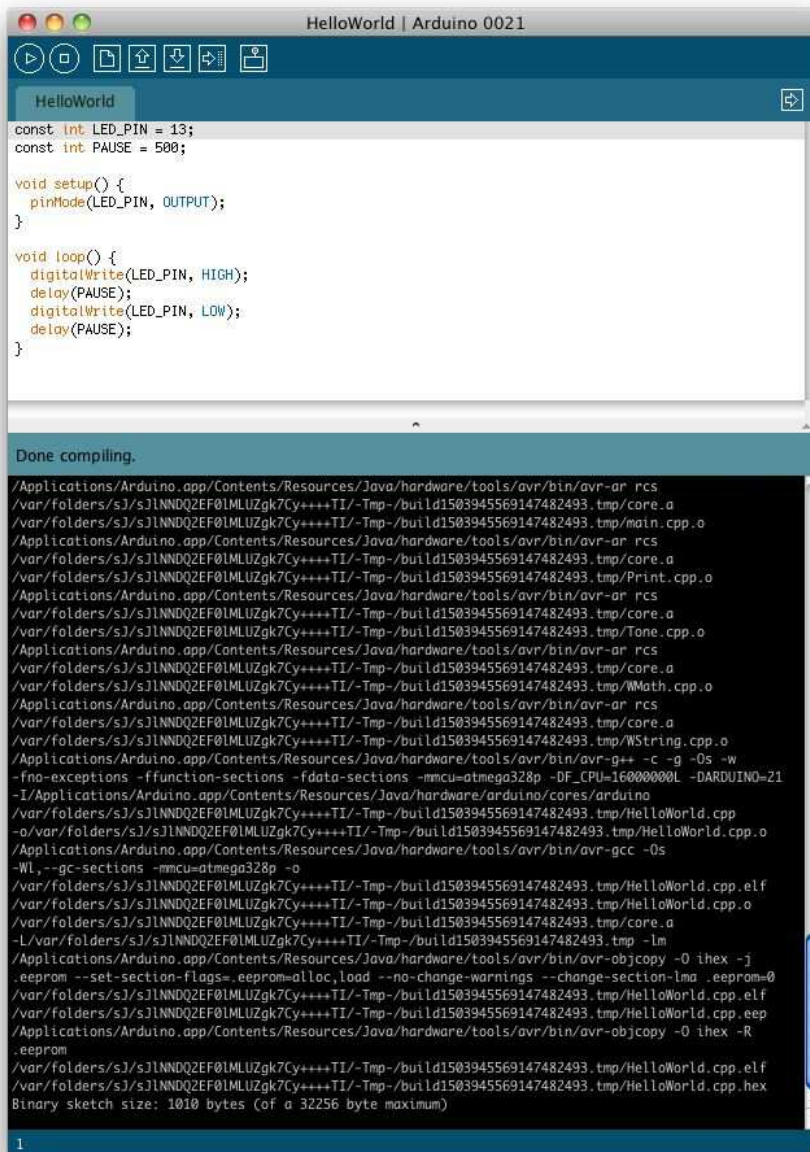 HelloWorld | Arduino 0021
HelloWorld
const int LED_PIN = 13;
const int PAUSE = 500;
void setup() {
  pinMode(LED_PIN, OUTPUT);
}
void loop() {
  digitalWrite(LED_PIN, HIGH);
  delay(PAUSE);
  digitalWrite(LED_PIN, LOW);
  delay(PAUSE);
}
Done compiling.
/Applications/Arduino.app/Contents/Resources/Java/hardware/tools/avr/bin/avr-ar rcs
/var/folders/sJ/sJlNNDQ2EF0lMLUZgk7Cy++++TI/-Tmp-/build1503945569147482493.tmp/core.a
/var/folders/sJ/sJlNNDQ2EF0lMLUZgk7Cy++++TI/-Tmp-/build1503945569147482493.tmp/main.cpp.o
/Applications/Arduino.app/Contents/Resources/Java/hardware/tools/avr/bin/avr-ar rcs
/var/folders/sJ/sJlNNDQ2EF0lMLUZgk7Cy++++TI/-Tmp-/build1503945569147482493.tmp/core.a
/var/folders/sJ/sJlNNDQ2EF0lMLUZgk7Cy++++TI/-Tmp-/build1503945569147482493.tmp/Print.cpp.o
/Applications/Arduino.app/Contents/Resources/Java/hardware/tools/avr/bin/avr-ar rcs
/var/folders/sJ/sJlNNDQ2EF0lMLUZgk7Cy++++TI/-Tmp-/build1503945569147482493.tmp/core.a
/var/folders/sJ/sJlNNDQ2EF0lMLUZgk7Cy++++TI/-Tmp-/build1503945569147482493.tmp/Tone.cpp.o
/Applications/Arduino.app/Contents/Resources/Java/hardware/tools/avr/bin/avr-ar rcs
/var/folders/sJ/sJlNNDQ2EF0lMLUZgk7Cy++++TI/-Tmp-/build1503945569147482493.tmp/core.a
/var/folders/sJ/sJlNNDQ2EF0lMLUZgk7Cy++++TI/-Tmp-/build1503945569147482493.tmp/WMath.cpp.o
/Applications/Arduino.app/Contents/Resources/Java/hardware/tools/avr/bin/avr-ar rcs
/var/folders/sJ/sJlNNDQ2EF0lMLUZgk7Cy++++TI/-Tmp-/build1503945569147482493.tmp/core.a
/var/folders/sJ/sJlNNDQ2EF0lMLUZgk7Cy++++TI/-Tmp-/build1503945569147482493.tmp/WString.cpp.o
/Applications/Arduino.app/Contents/Resources/Java/hardware/tools/avr/bin/avr-g++ -c -g -Os -w
-fno-exceptions -ffunction-sections -fdata-sections -mmcu=atmega328p -DF_CPU=16000000L -DARDUINO=21
-I/Applications/Arduino.app/Contents/Resources/Java/hardware/arduino/cores/arduino
/var/folders/sJ/sJlNNDQ2EF0lMLUZgk7Cy++++TI/-Tmp-/build1503945569147482493.tmp/HelloWorld.cpp
-o/var/folders/sJ/sJlNNDQ2EF0lMLUZgk7Cy++++TI/-Tmp-/build1503945569147482493.tmp/HelloWorld.cpp.o
/Applications/Arduino.app/Contents/Resources/Java/hardware/tools/avr/bin/avr-gcc -Os
-Wl,--gc-sections -mmcu=atmega328p -o
/var/folders/sJ/sJlNNDQ2EF0lMLUZgk7Cy++++TI/-Tmp-/build1503945569147482493.tmp/HelloWorld.cpp.elf
/var/folders/sJ/sJlNNDQ2EF0lMLUZgk7Cy++++TI/-Tmp-/build1503945569147482493.tmp/HelloWorld.cpp.o
/var/folders/sJ/sJlNNDQ2EF0lMLUZgk7Cy++++TI/-Tmp-/build1503945569147482493.tmp/core.a
-L/var/folders/sJ/sJlNNDQ2EF0lMLUZgk7Cy++++TI/-Tmp-/build1503945569147482493.tmp -lm
/Applications/Arduino.app/Contents/Resources/Java/hardware/tools/avr/bin/avr-objcopy -O ihex -j
.eeprom --set-section-flags=.eeprom=alloc,load --no-change-warnings --change-section-lma .eeprom=0
/var/folders/sJ/sJlNNDQ2EF0lMLUZgk7Cy++++TI/-Tmp-/build1503945569147482493.tmp/HelloWorld.cpp.elf
/var/folders/sJ/sJlNNDQ2EF0lMLUZgk7Cy++++TI/-Tmp-/build1503945569147482493.tmp/HelloWorld.cpp.eep
/Applications/Arduino.app/Contents/Resources/Java/hardware/tools/avr/bin/avr-objcopy -O ihex -R
.eeprom
/var/folders/sJ/sJlNNDQ2EF0lMLUZgk7Cy++++TI/-Tmp-/build1503945569147482493.tmp/HelloWorld.cpp.elf
/var/folders/sJ/sJlNNDQ2EF0lMLUZgk7Cy++++TI/-Tmp-/build1503945569147482493.tmp/HelloWorld.cpp.hex
Binary sketch size: 1010 bytes (of a 32256 byte maximum)
1